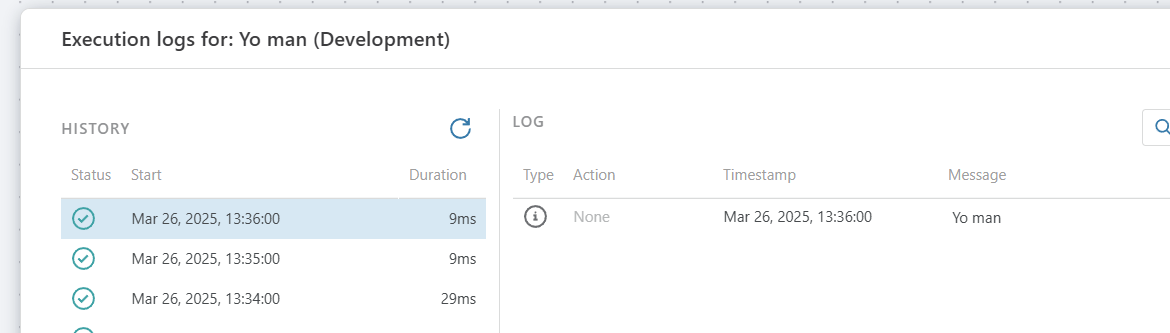 Execution logs for: Yo man (Development)
HISTORY
Status Start Duration
Mar 26, 2025, 13:36:00 9ms
Mar 26, 2025, 13:35:00 9ms
Mar 26, 2025, 13:34:00 29ms
LOG
Type Action Timestamp Message
None Mar 26, 2025, 13:36:00 Yo man